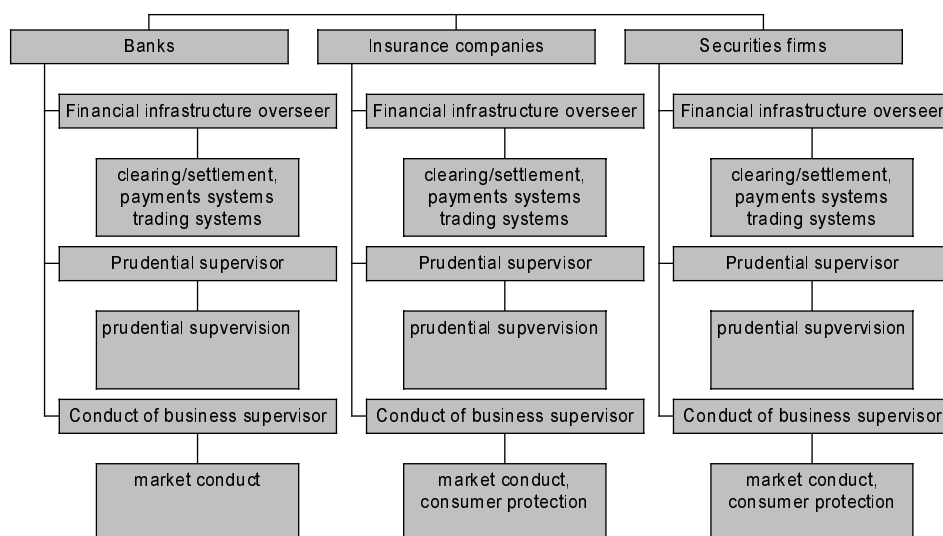 Banks
Insurance companies
Securities firms
Financial infrastructure overseer
Financial infrastructure overseer
Financial infrastructure overseer
clearing/settlement,
payments systems
trading systems
clearing/settlement,
payments systems
trading systems
clearing/settlement,
payments systems
trading systems
Prudential supervisor
Prudential supervisor
Prudential supervisor
prudential supvervision
prudential supvervision
prudential supvervision
Conduct of business supervisor
Conduct of business supervisor
Conduct of business supervisor
market conduct
market conduct,
consumer protection
market conduct,
consumer protection